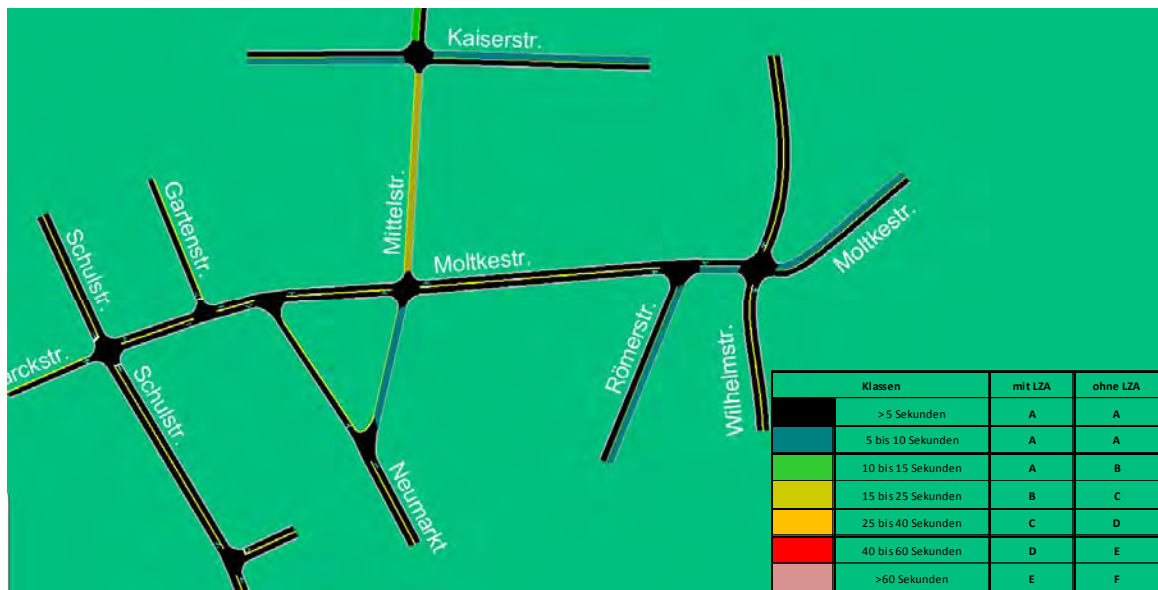 Kaiserstr.
Mittelstr.
Gartenstr.
Schulstr.
Moltkestr.
Moltkestr.
arckstr.
Schulstr.
Römerstr.
Wilhelmstr.
Neumarkt
Klassen mit LZA ohne LZA
>5 Sekunden A A
5 bis 10 Sekunden A A
10 bis 15 Sekunden A B
15 bis 25 Sekunden B C
25 bis 40 Sekunden C D
40 bis 60 Sekunden D E
>60 Sekunden E F